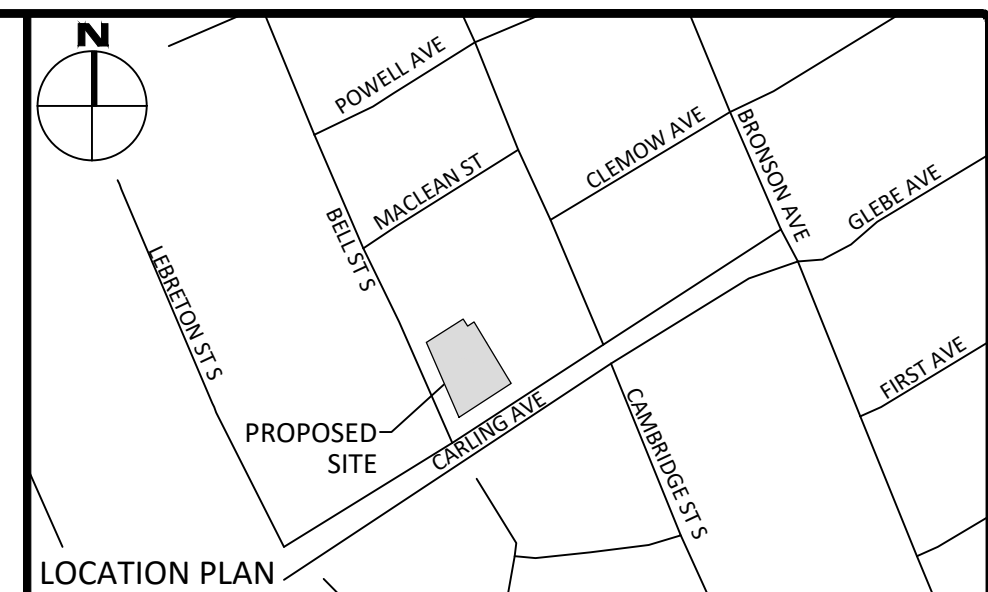 N
POWELL AVE
MACLEAN ST
CLEMOW AVE
BRONSON AVE
GLEBE AVE
BELL ST S
LEBRETON ST S
FIRST AVE
PROPOSED
SITE
CARLING AVE
CAMBRIDGE ST S
LOCATION PLAN